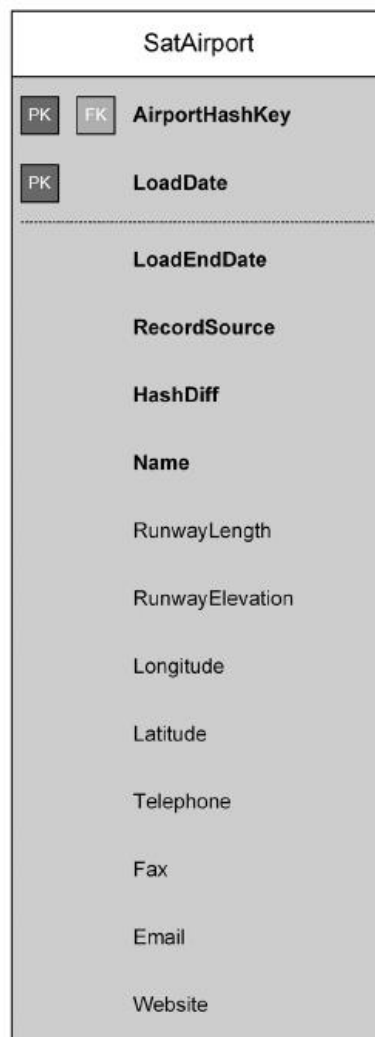 SatAirport
PK FK AirportHashKey
PK LoadDate
LoadEndDate
RecordSource
HashDiff
Name
RunwayLength
RunwayElevation
Longitude
Latitude
Telephone
Fax
Email
Website